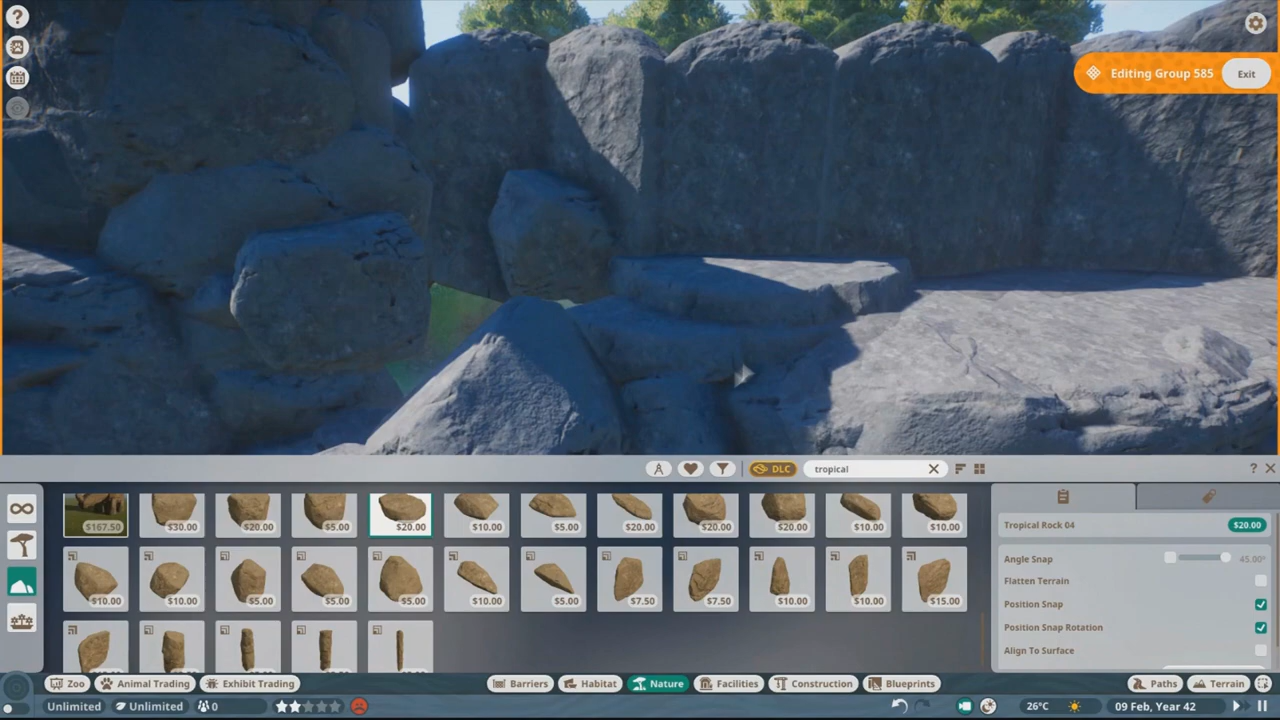 ?
Editing Group 585 Exit
DLC tropical
?
$167.50 $30.00 $20.00 $5.00 $20.00 $10.00 $5.00 $20.00 $20.00 $20.00 $10.00 $10.00
$10.00 $10.00 $5.00 $5.00 $5.00 $10.00 $5.00 $7.50 $7.50 $10.00 $10.00 $15.00
Tropical Rock 04 $20.00
Angle Snap 45.00°
Flatten Terrain
Position Snap
Position Snap Rotation
Align To Surface
Zoo Animal Trading Exhibit Trading Barriers Habitat Nature Facilities Construction Blueprints Paths Terrain
Unlimited Unlimited 0 26°C 09 Feb, Year 42